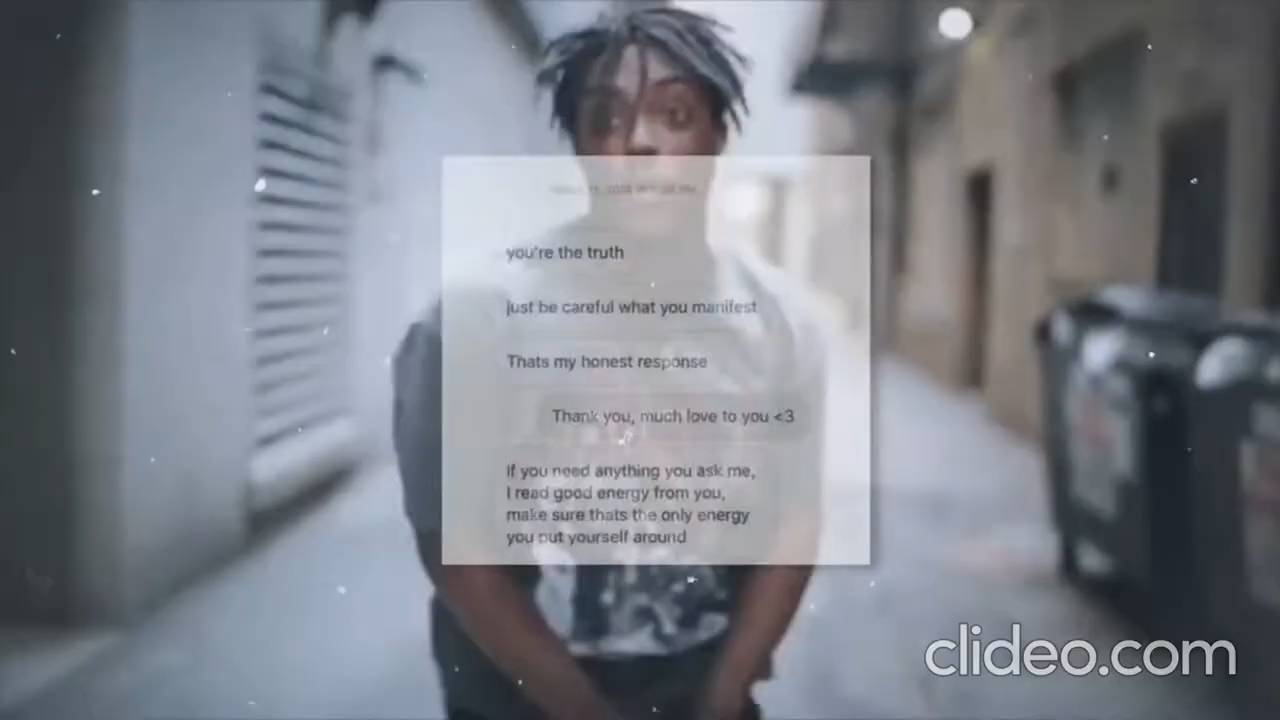 you're the truth
just be careful what you manifest
Thats my honest response
Thank you, much love to you <3
If you need anything you ask me,
I read good energy from you,
make sure thats the only energy
you put yourself around
clideo.com